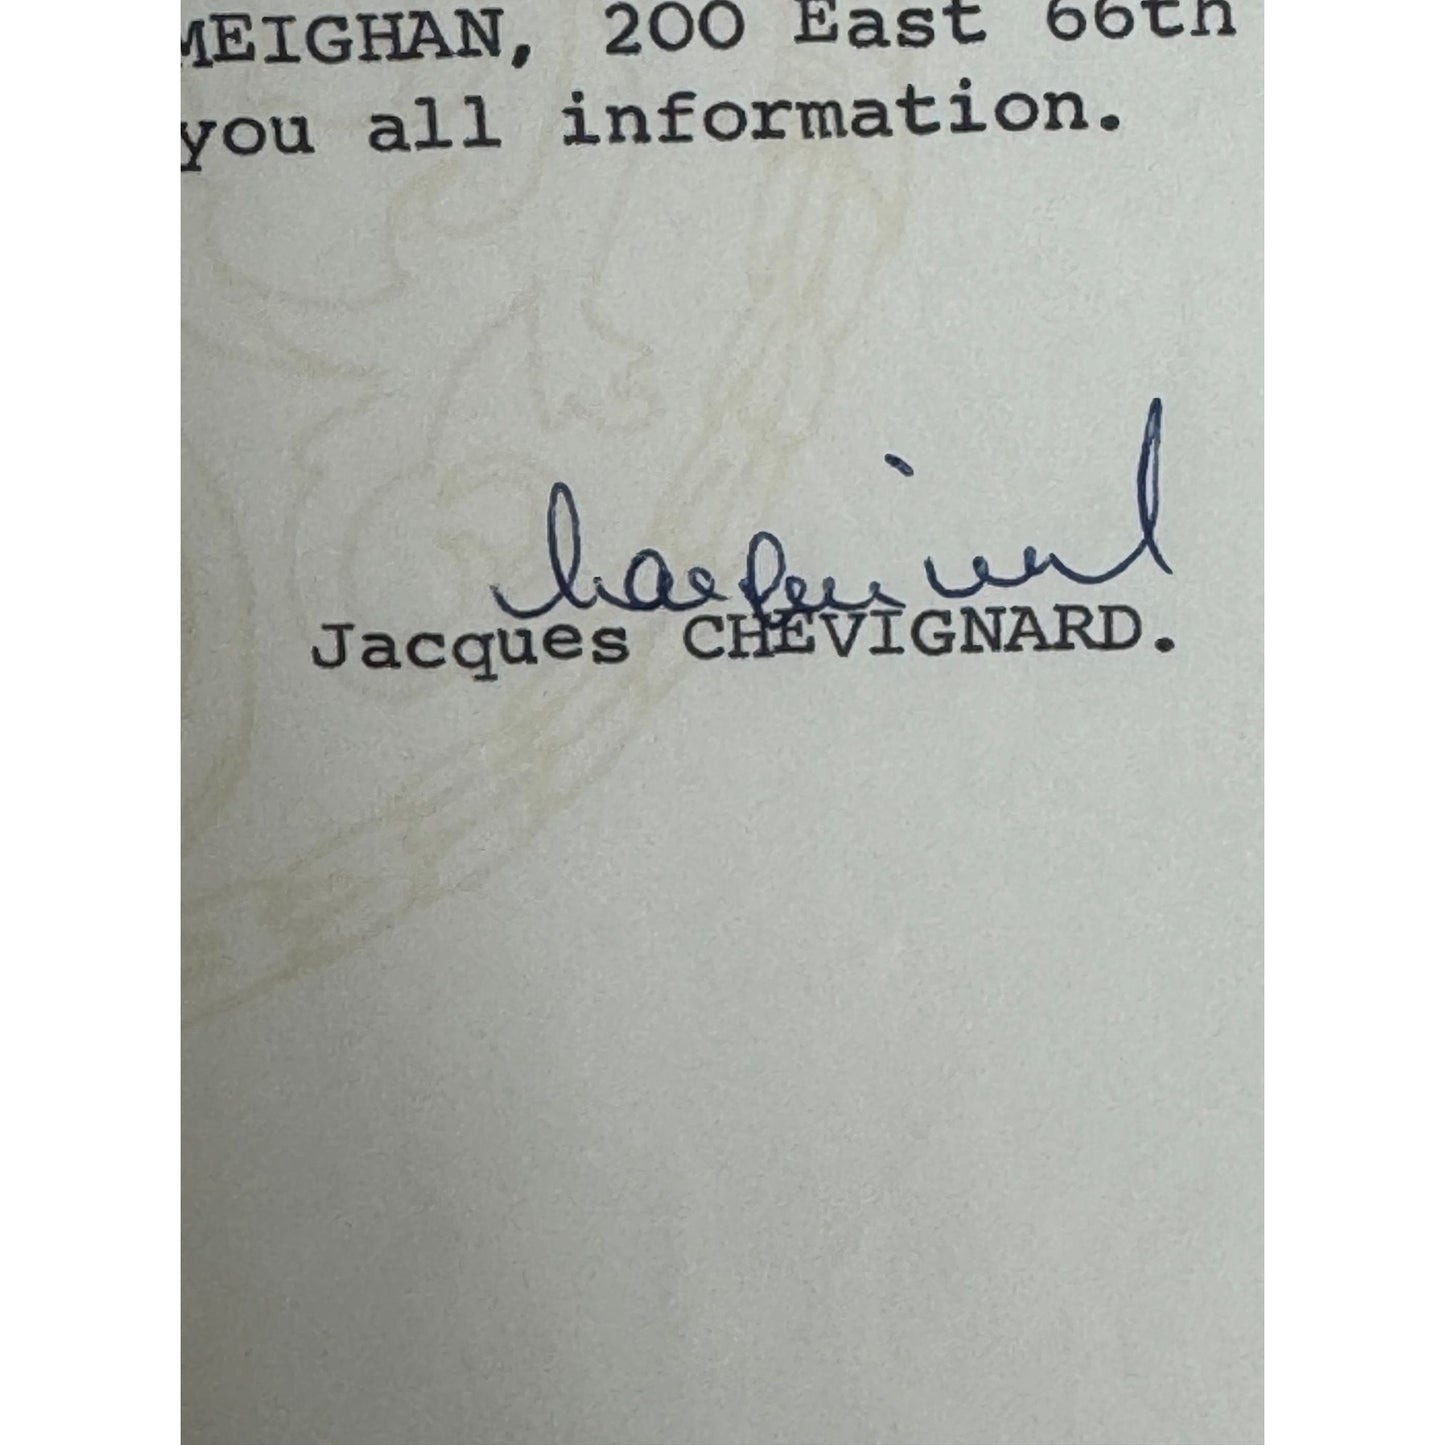 MEIGHAN, 200 East 66th
you all information.
Jacques CHEVIGNARD.